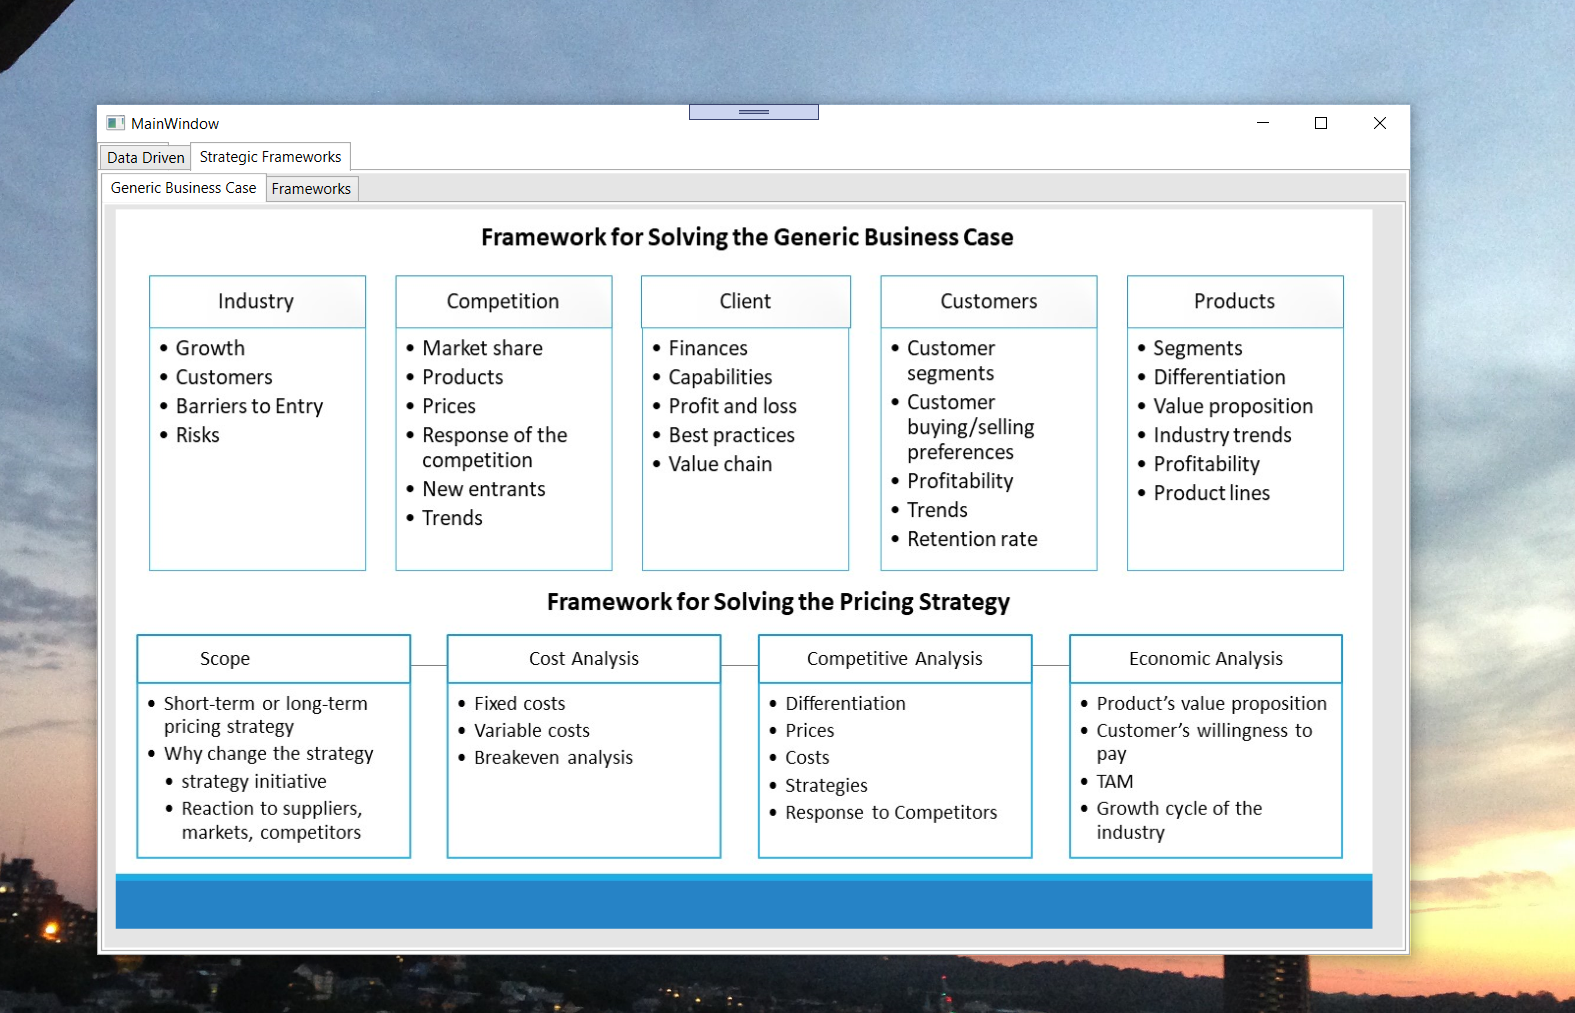 MainWindow
Data Driven
Strategic Frameworks
Generic Business Case
Frameworks
Framework for Solving the Generic Business Case
Industry
• Growth
• Customers
• Barriers to Entry
• Risks
Competition
• Market share
• Products
• Prices
• Response of the
competition
• New entrants
• Trends
Client
• Finances
• Capabilities
• Profit and loss
• Best practices
• Value chain
Customers
• Customer
segments
• Customer
buying/selling
preferences
• Profitability
• Trends
• Retention rate
Products
• Segments
• Differentiation
• Value proposition
• Industry trends
• Profitability
• Product lines
Framework for Solving the Pricing Strategy
Scope
• Short-term or long-term
pricing strategy
• Why change the strategy
• strategy initiative
• Reaction to suppliers,
markets, competitors
Cost Analysis
• Fixed costs
• Variable costs
• Breakeven analysis
Competitive Analysis
• Differentiation
• Prices
• Costs
• Strategies
• Response to Competitors
Economic Analysis
• Product’s value proposition
• Customer’s willingness to
pay
• TAM
• Growth cycle of the
industry